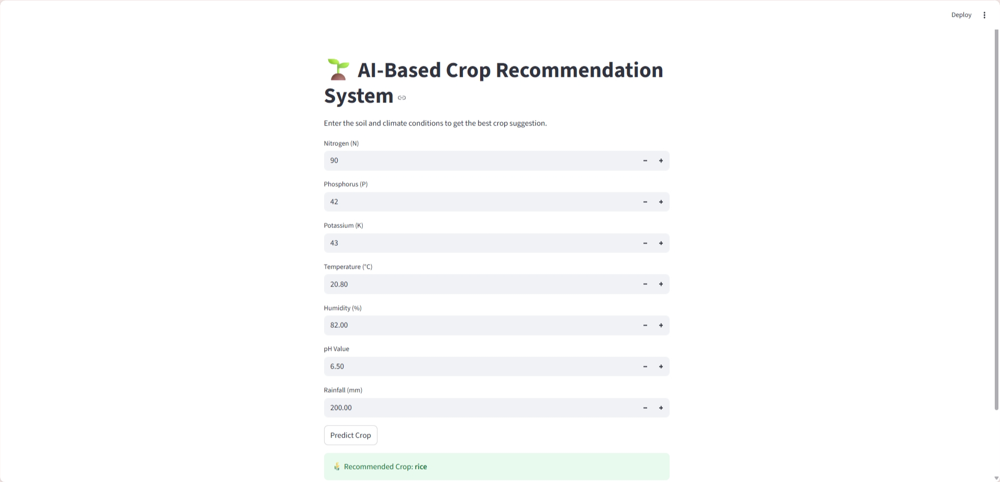 Deploy
AI-Based Crop Recommendation
System
Enter the soil and climate conditions to get the best crop suggestion.
Nitrogen (N)
90
Phosphorus (P)
42
Potassium (K)
43
Temperature (°C)
20.80
Humidity (%)
82.00
pH Value
6.50
Rainfall (mm)
200.00
Predict Crop
Recommended Crop: rice